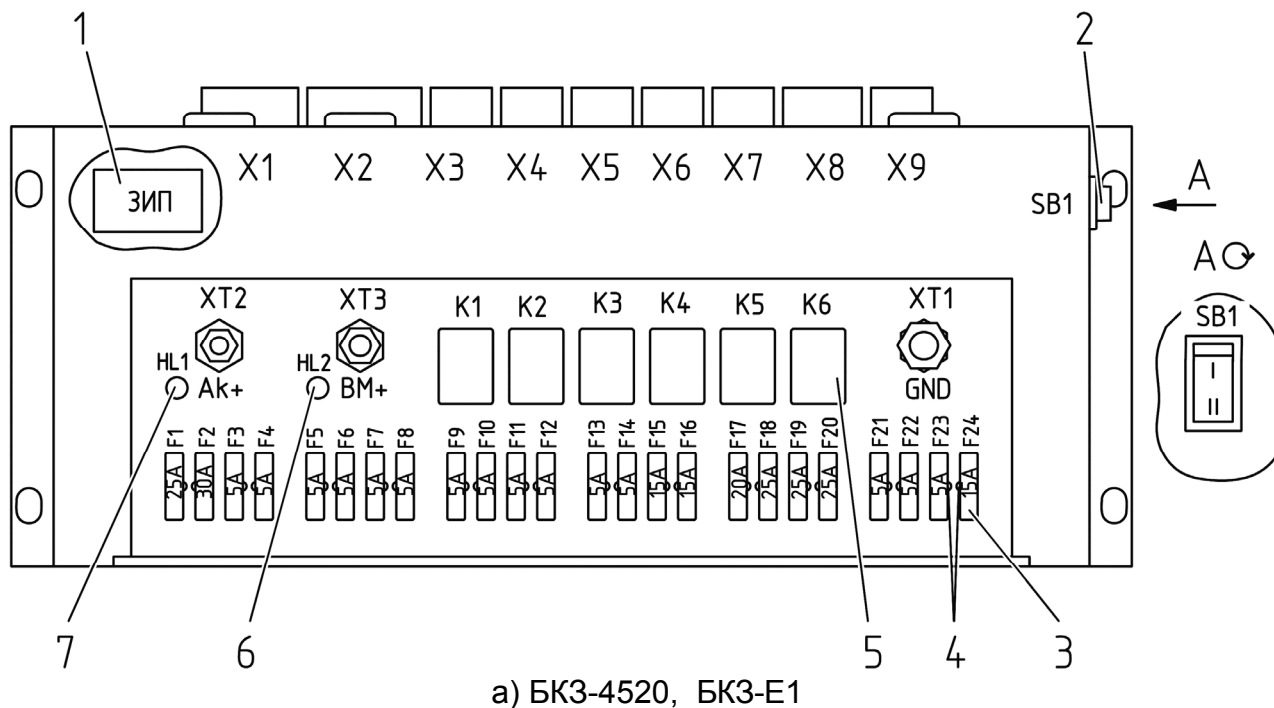 1 2
X1 X2 X3 X4 X5 X6 X7 X8 X9
ЗИП
SB1
A
A
SB1
I
II
XT2 XT3 K1 K2 K3 K4 K5 K6 XT1
HL1 Ak+ HL2 BM+ GND
F1 F2 F3 F4 F5 F6 F7 F8 F9 F10 F11 F12 F13 F14 F15 F16 F17 F18 F19 F20 F21 F22 F23 F24
25A 30A 5A 5A 5A 5A 5A 5A 5A 5A 5A 5A 5A 5A 15A 15A 20A 25A 25A 25A 5A 5A 5A 15A
7 6 5 4 3
а) БКЗ-4520, БКЗ-Е1